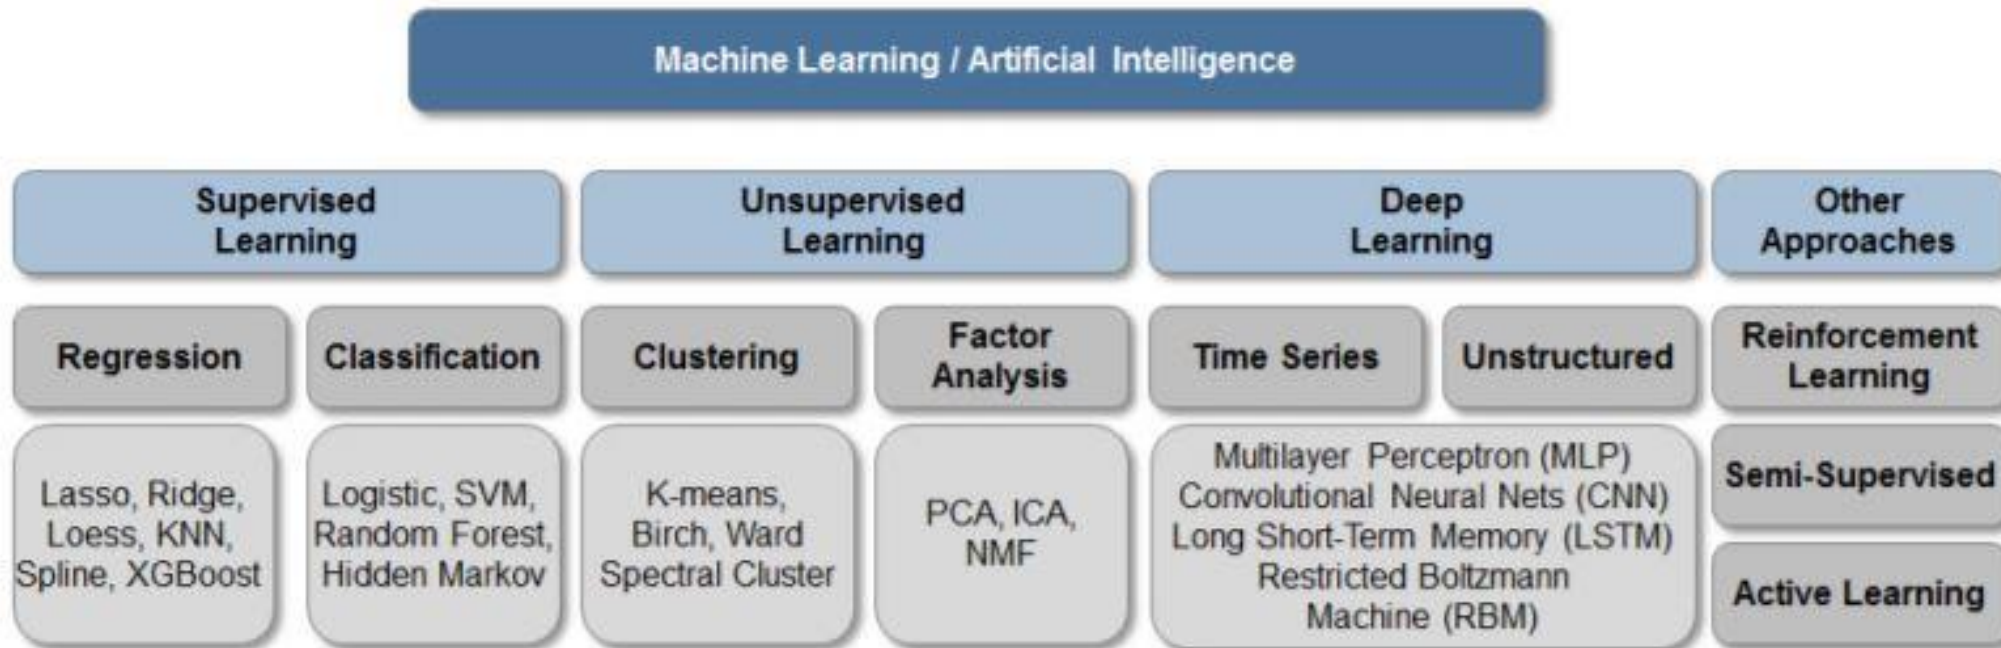 Machine Learning / Artificial Intelligence
Supervised
Learning
Unsupervised
Learning
Deep
Learning
Other
Approaches
Regression
Classification
Clustering
Factor
Analysis
Time Series
Unstructured
Reinforcement
Learning
Lasso, Ridge,
Loess, KNN,
Spline, XGBoost
Logistic, SVM,
Random Forest,
Hidden Markov
K-means,
Birch, Ward
Spectral Cluster
PCA, ICA,
NMF
Multilayer Perceptron (MLP)
Convolutional Neural Nets (CNN)
Long Short-Term Memory (LSTM)
Restricted Boltzmann
Machine (RBM)
Semi-Supervised
Active Learning